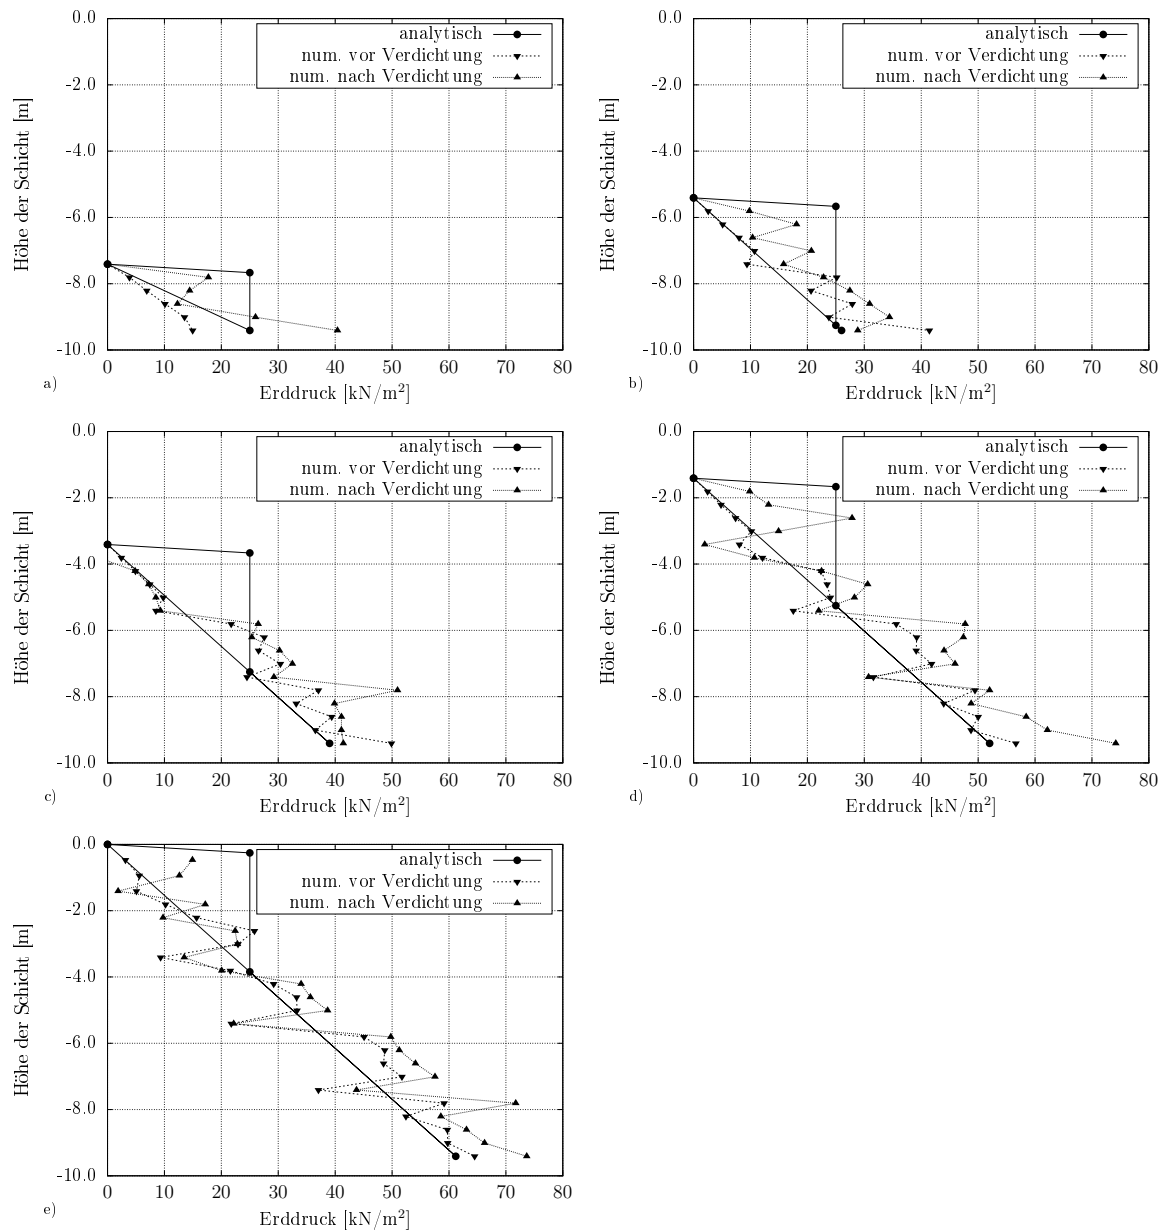 0.0
-2.0
-4.0
-6.0
-8.0
-10.0
0 10 20 30 40 50 60 70 80
Höhe der Schicht [m]
Erddruck [kN/m²]
analytisch
num. vor Verdichtung
num. nach Verdichtung
a)
0.0
-2.0
-4.0
-6.0
-8.0
-10.0
0 10 20 30 40 50 60 70 80
Höhe der Schicht [m]
Erddruck [kN/m²]
analytisch
num. vor Verdichtung
num. nach Verdichtung
b)
0.0
-2.0
-4.0
-6.0
-8.0
-10.0
0 10 20 30 40 50 60 70 80
Höhe der Schicht [m]
Erddruck [kN/m²]
analytisch
num. vor Verdichtung
num. nach Verdichtung
c)
0.0
-2.0
-4.0
-6.0
-8.0
-10.0
0 10 20 30 40 50 60 70 80
Höhe der Schicht [m]
Erddruck [kN/m²]
analytisch
num. vor Verdichtung
num. nach Verdichtung
d)
0.0
-2.0
-4.0
-6.0
-8.0
-10.0
0 10 20 30 40 50 60 70 80
Höhe der Schicht [m]
Erddruck [kN/m²]
analytisch
num. vor Verdichtung
num. nach Verdichtung
e)